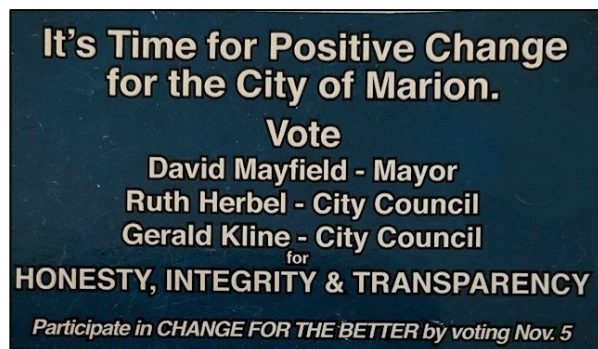 It's Time for Positive Change
for the City of Marion.
Vote
David Mayfield - Mayor
Ruth Herbel - City Council
Gerald Kline - City Council
for
HONESTY, INTEGRITY & TRANSPARENCY
Participate in CHANGE FOR THE BETTER by voting Nov. 5